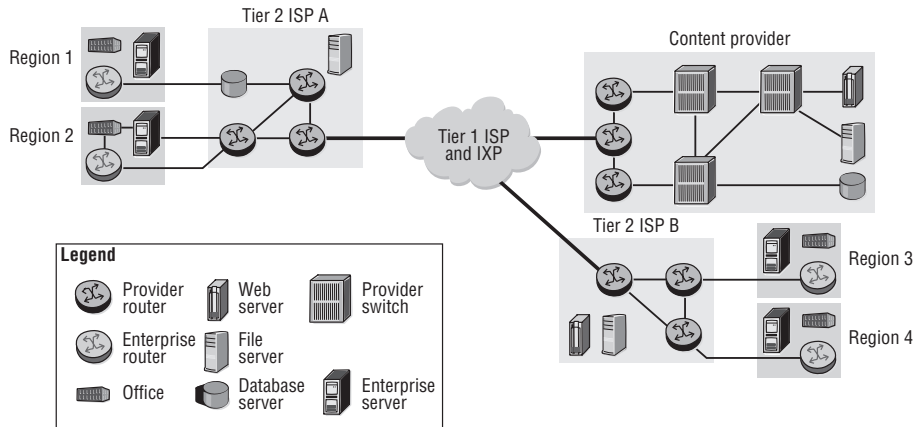 Tier 2 ISP A
Region 1
Region 2
Tier 1 ISP
and IXP
Content provider
Tier 2 ISP B
Region 3
Region 4
Legend
Provider
router
Web
server
Provider
switch
Enterprise
router
File
server
Office
Database
server
Enterprise
server